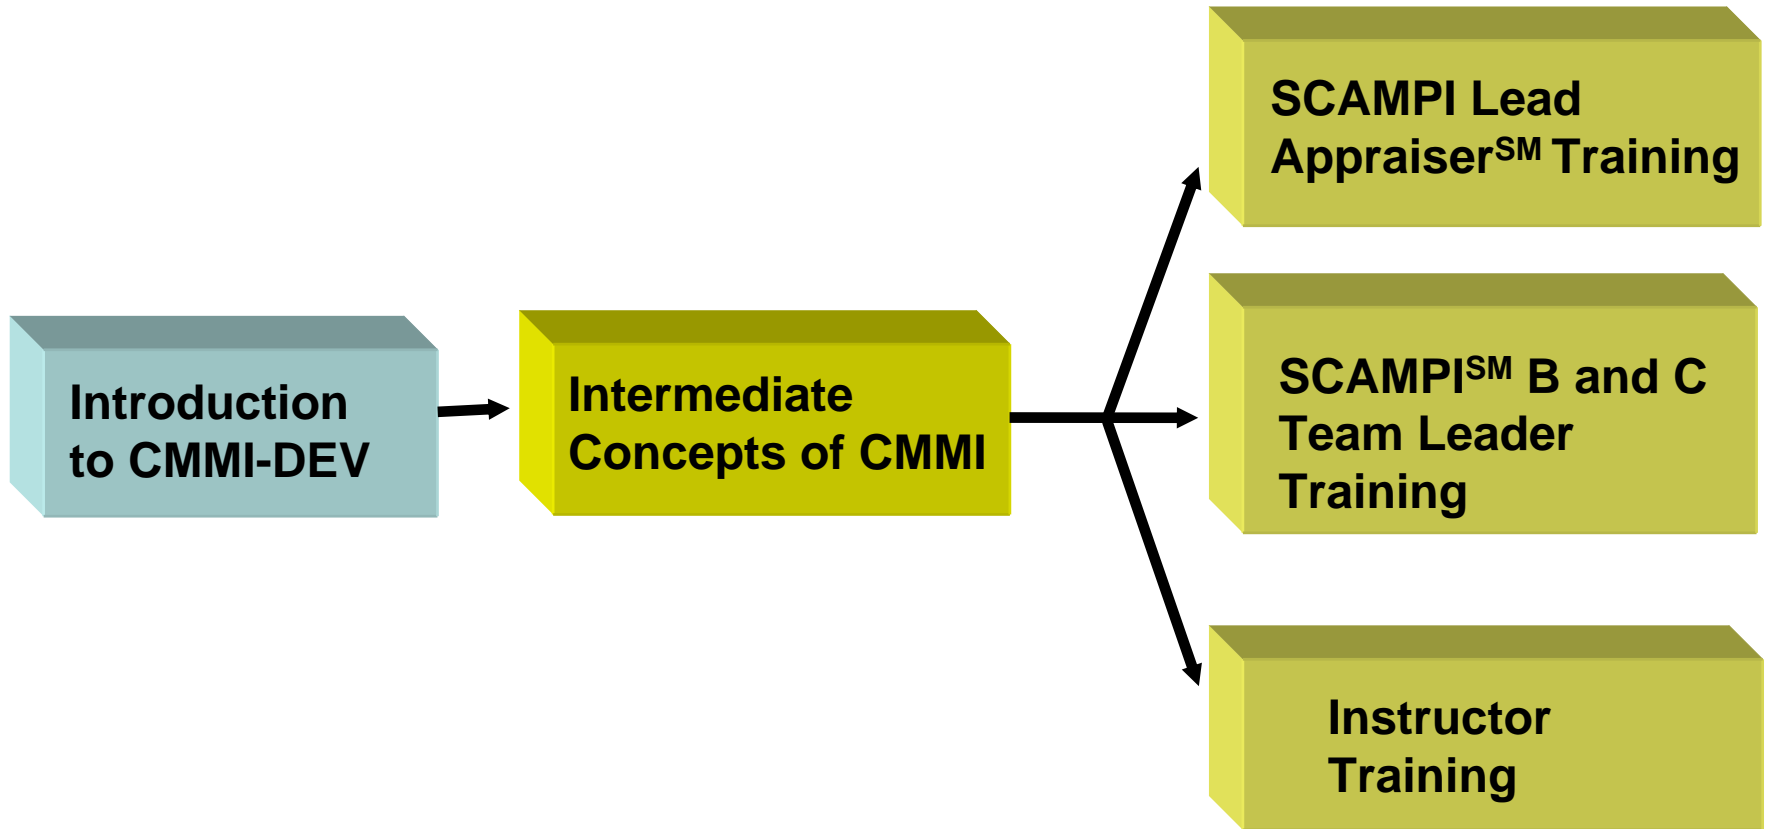 Introduction
to CMMI-DEV
Intermediate
Concepts of CMMI
SCAMPI Lead
Appraiserˢᴹ Training
SCAMPIˢᴹ B and C
Team Leader
Training
Instructor
Training